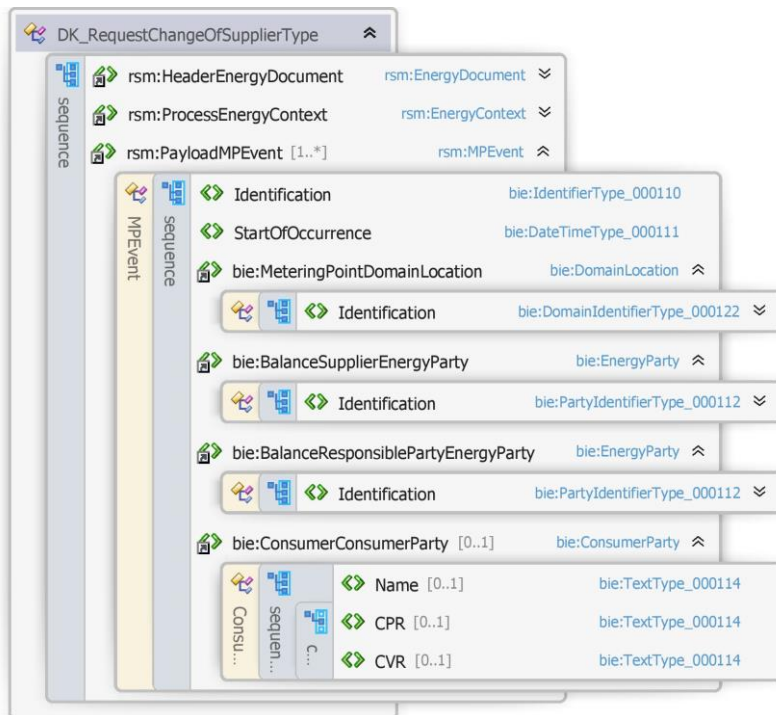 DK_RequestChangeOfSupplierType
sequence
rsm:HeaderEnergyDocument rsm:EnergyDocument
rsm:ProcessEnergyContext rsm:EnergyContext
rsm:PayloadMPEvent [1..*] rsm:MPEvent
MPEvent
sequence
Identification bie:IdentifierType_000110
StartOfOccurrence bie:DateTimeType_000111
bie:MeteringPointDomainLocation bie:DomainLocation
Identification bie:DomainIdentifierType_000122
bie:BalanceSupplierEnergyParty bie:EnergyParty
Identification bie:PartyIdentifierType_000112
bie:BalanceResponsiblePartyEnergyParty bie:EnergyParty
Identification bie:PartyIdentifierType_000112
bie:ConsumerConsumerParty [0..1] bie:ConsumerParty
Consu...
sequen...
c...
Name [0..1] bie:TextType_000114
CPR [0..1] bie:TextType_000114
CVR [0..1] bie:TextType_000114